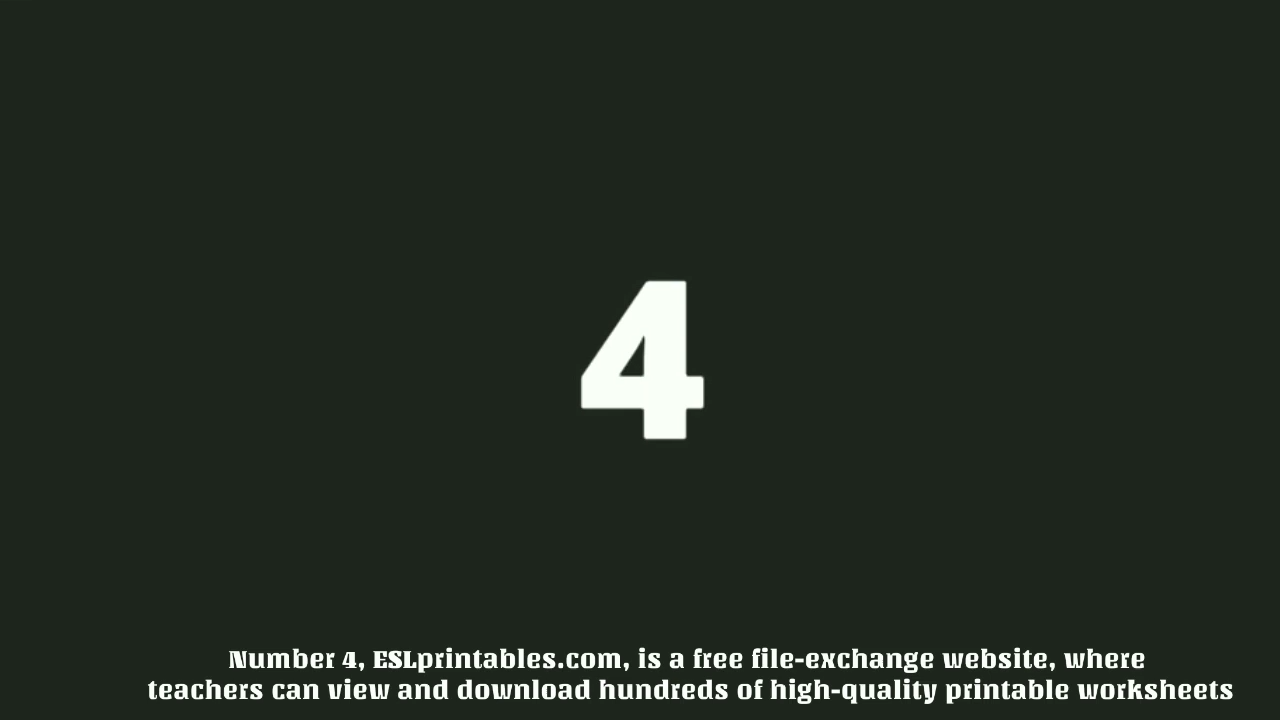 4
Number 4, ESLprintables.com, is a free file-exchange website, where
teachers can view and download hundreds of high-quality printable worksheets